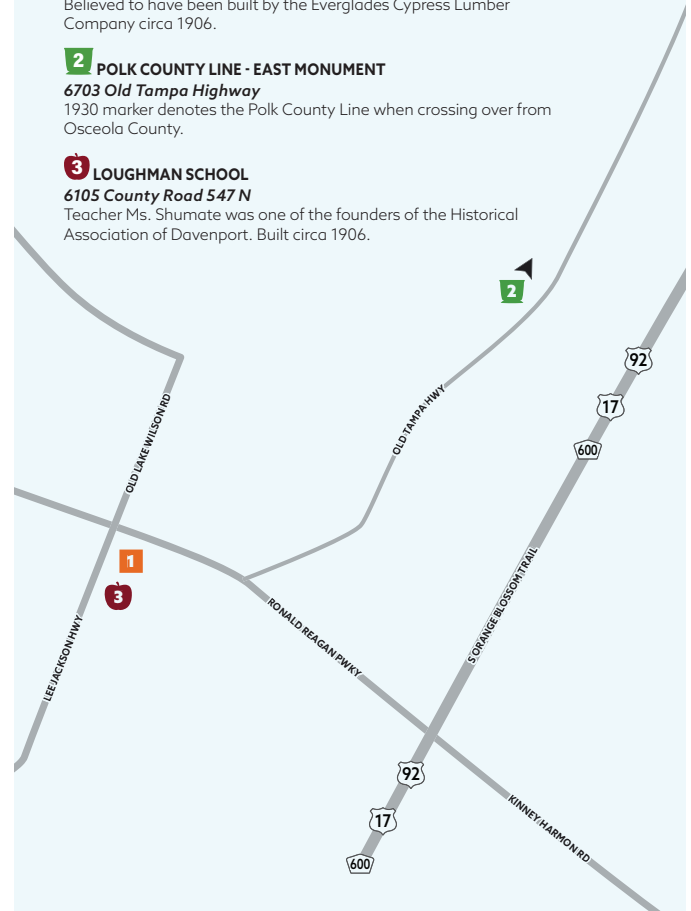 Believed to have been built by the Everglades Cypress Lumber
Company circa 1906.
2 POLK COUNTY LINE - EAST MONUMENT
6703 Old Tampa Highway
1930 marker denotes the Polk County Line when crossing over from
Osceola County.
3 LOUGHMAN SCHOOL
6105 County Road 547 N
Teacher Ms. Shumate was one of the founders of the Historical
Association of Davenport. Built circa 1906.
2
92
17
600
OLD TAMPA HWY
OLD LAKE WILSON RD
1
3
RONALD REAGAN PWKY
S ORANGE BLOSSOM TRAIL
LEE JACKSON HWY
92
17
600
KINNEY HARMON RD